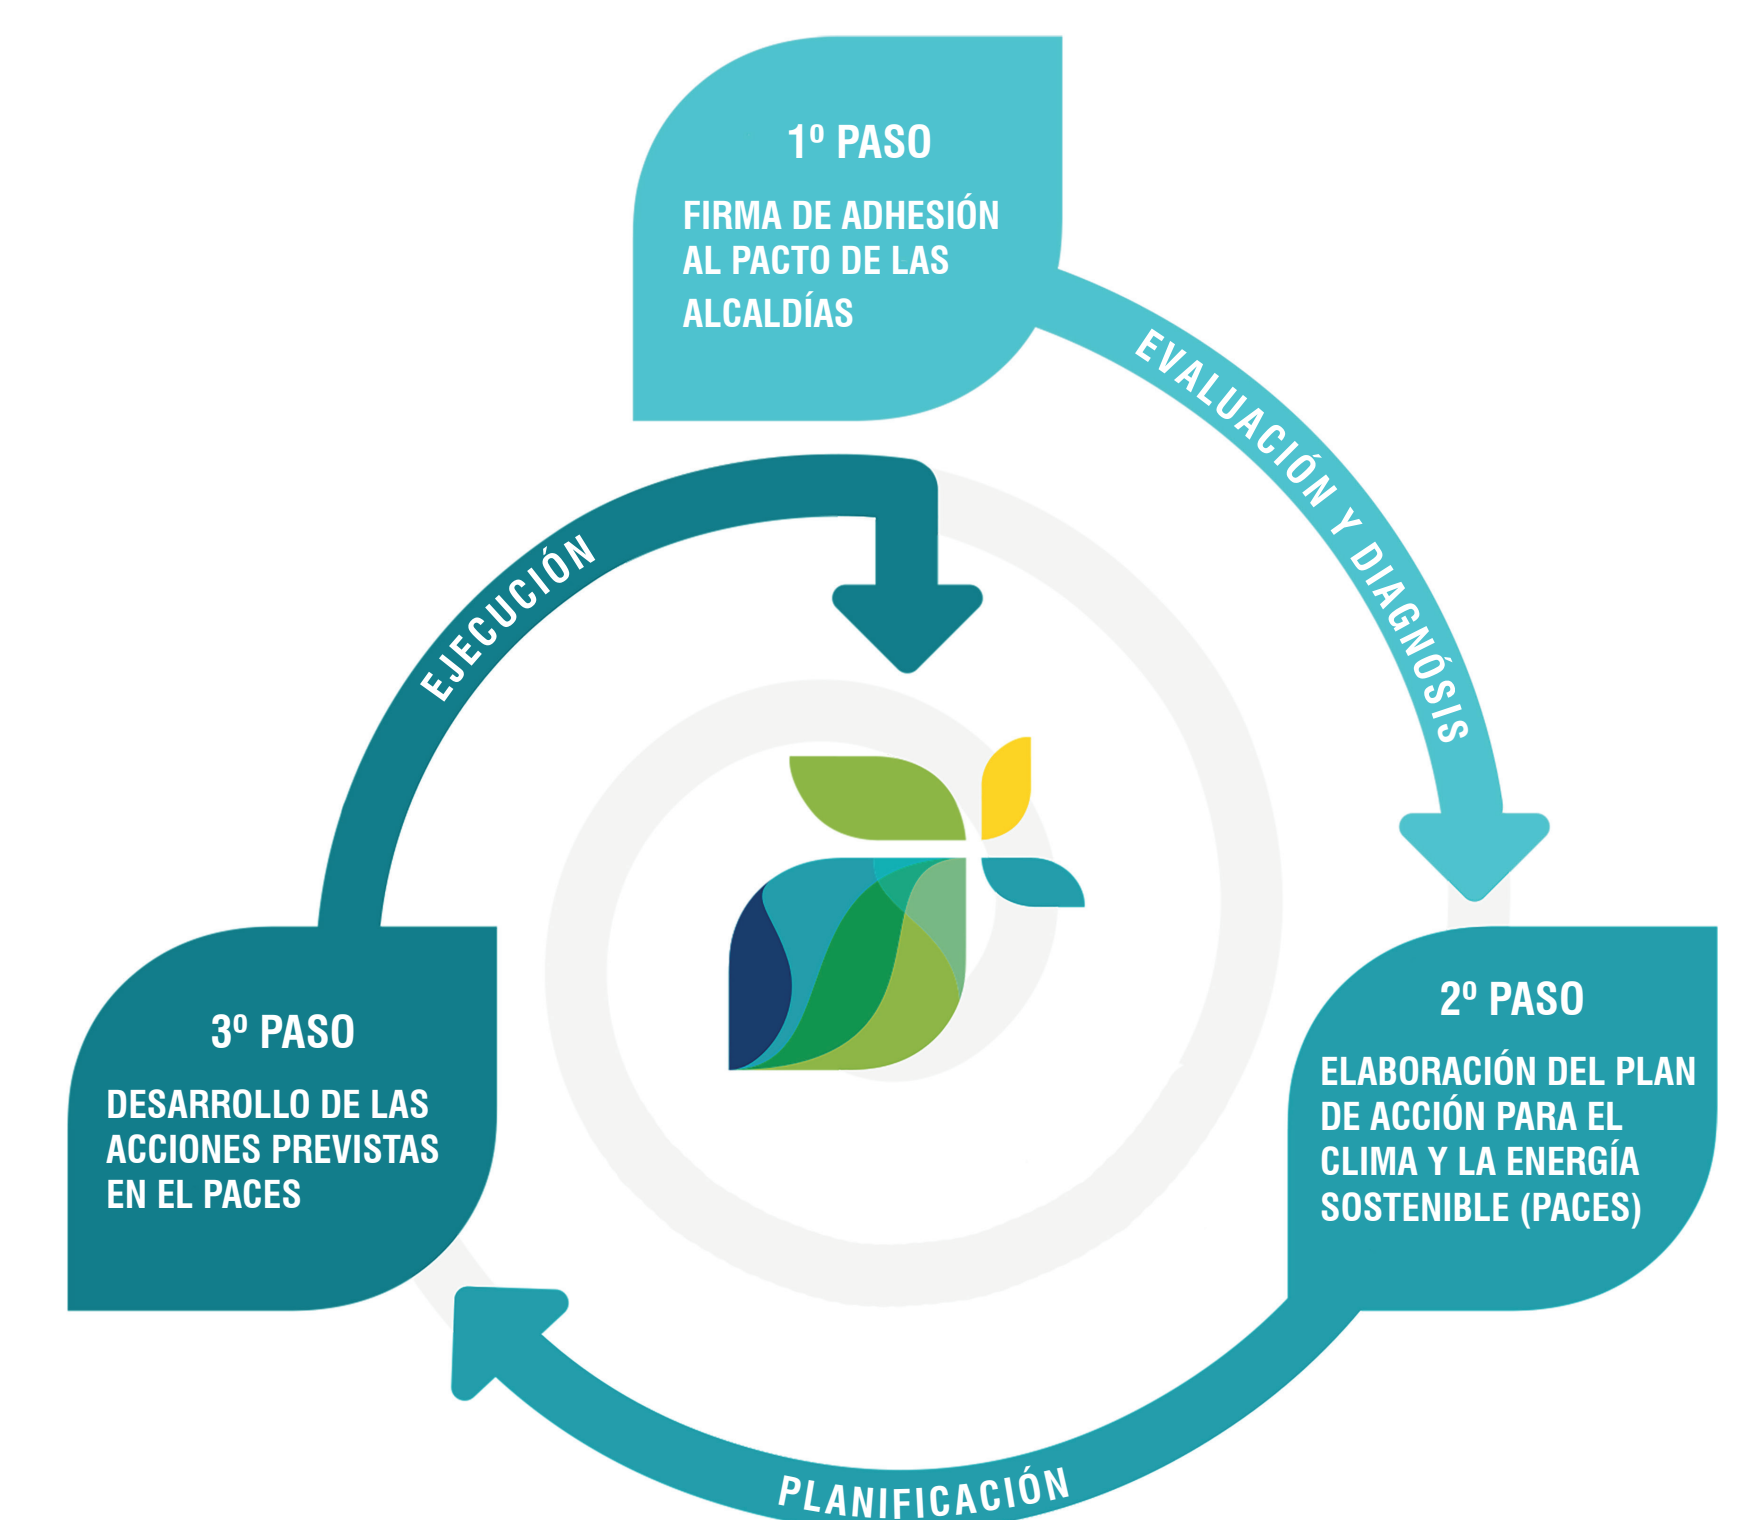 1º PASO
FIRMA DE ADHESIÓN
AL PACTO DE LAS
ALCALDÍAS
EVALUACIÓN Y DIAGNÓSIS
2º PASO
ELABORACIÓN DEL PLAN
DE ACCIÓN PARA EL
CLIMA Y LA ENERGÍA
SOSTENIBLE (PACES)
PLANIFICACIÓN
3º PASO
DESARROLLO DE LAS
ACCIONES PREVISTAS
EN EL PACES
EJECUCIÓN